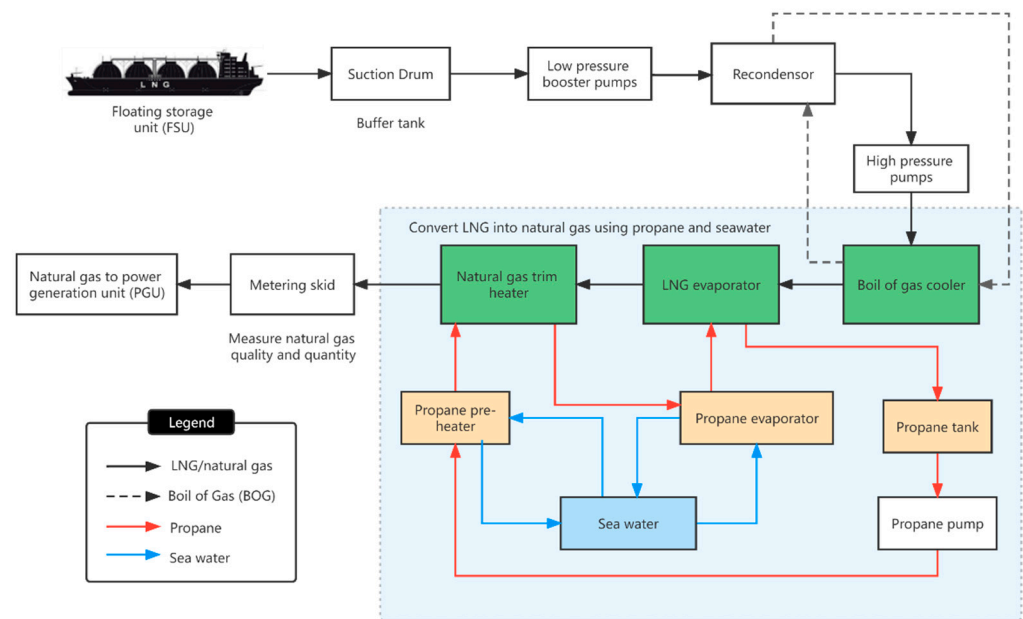 LNG
Floating storage
unit (FSU)
Suction Drum
Buffer tank
Low pressure
booster pumps
Recondensor
High pressure
pumps
Convert LNG into natural gas using propane and seawater
Natural gas to power
generation unit (PGU)
Metering skid
Measure natural gas
quality and quantity
Natural gas trim
heater
LNG evaporator
Boil of gas cooler
Propane pre-
heater
Propane evaporator
Propane tank
Sea water
Propane pump
Legend
LNG/natural gas
Boil of Gas (BOG)
Propane
Sea water